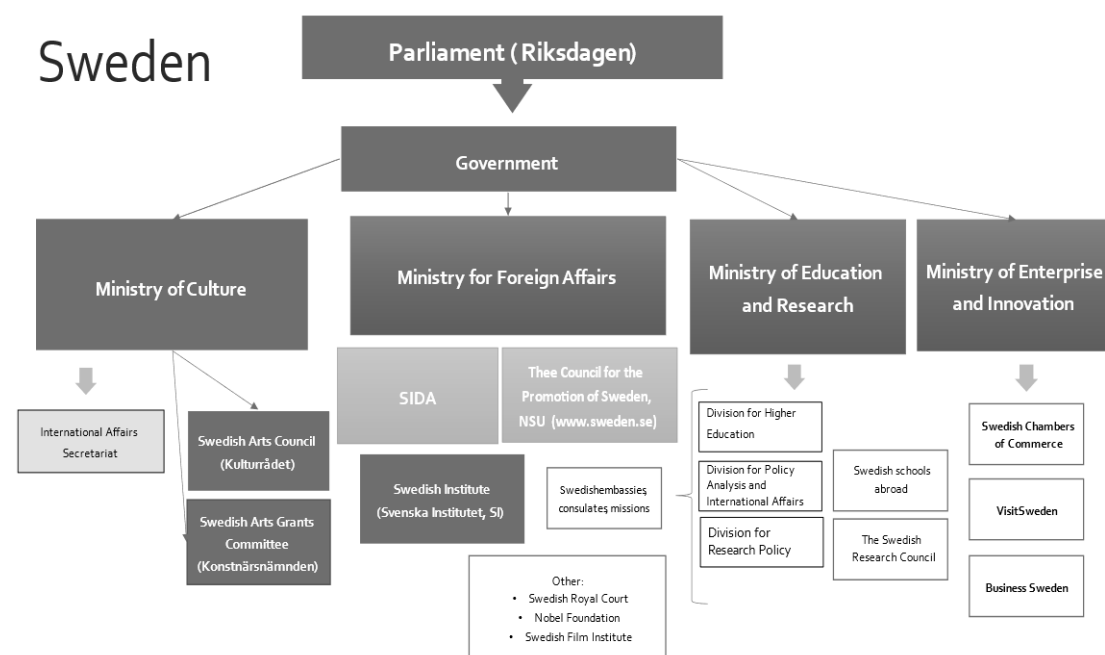 Sweden
Parliament ( Riksdagen)
Government
Ministry of Culture
Ministry for Foreign Affairs
Ministry of Education
and Research
Ministry of Enterprise
and Innovation
International Affairs
Secretariat
Swedish Arts Council
(Kulturrådet)
Swedish Arts Grants
Committee
(Konstnärsnämnden)
SIDA
Thee Council for the
Promotion of Sweden,
NSU (www.sweden.se)
Swedish Institute
(Svenska Institutet, SI)
Swedishembassies,
consulates, missions
Other:
• Swedish Royal Court
• Nobel Foundation
• Swedish Film Institute
Division for Higher
Education
Division for Policy
Analysis and
International Affairs
Division for
Research Policy
Swedish schools
abroad
The Swedish
Research Council
Swedish Chambers
of Commerce
VisitSweden
Business Sweden